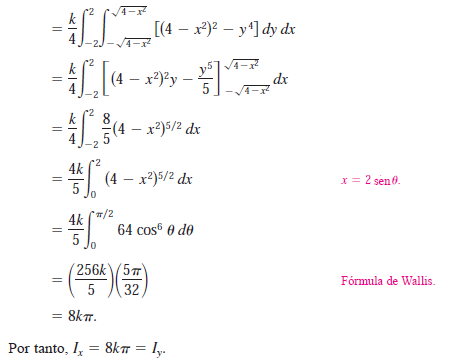 = k/4 ∫_{-2}^{2} ∫_{-√(4-x²)}^{√(4-x²)} [(4 − x²)² − y⁴] dy dx
= k/4 ∫_{-2}^{2} [(4 − x²)²y − y⁵/5]_{-√(4-x²)}^{√(4-x²)} dx
= k/4 ∫_{-2}^{2} 8/5 (4 − x²)^{5/2} dx
= 4k/5 ∫_{0}^{2} (4 − x²)^{5/2} dx x = 2 sen θ.
= 4k/5 ∫_{0}^{π/2} 64 cos⁶ θ dθ
= (256k/5)(5π/32) Fórmula de Wallis.
= 8kπ.
Por tanto, I_x = 8kπ = I_y.